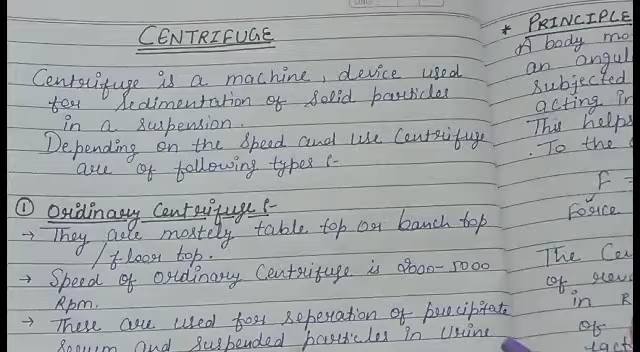 CENTRIFUGE
Centrifuge is a machine, device used
for sedimentation of solid particles
in a suspension.
Depending on the speed and use Centrifuge
are of following types :-
① Ordinary Centrifuge :-
→ They are mostely table top or banch top
/ floor top.
→ Speed of ordinary Centrifuge is 2000-5000
Rpm.
→ These are used for seperation of precipitate
serum and suspended particles in Urine
* PRINCIPLE
A body mo
an angul
subjected
acting in
This helps
. To the
F =
Force
The Cen
of rev
in R
of
fact